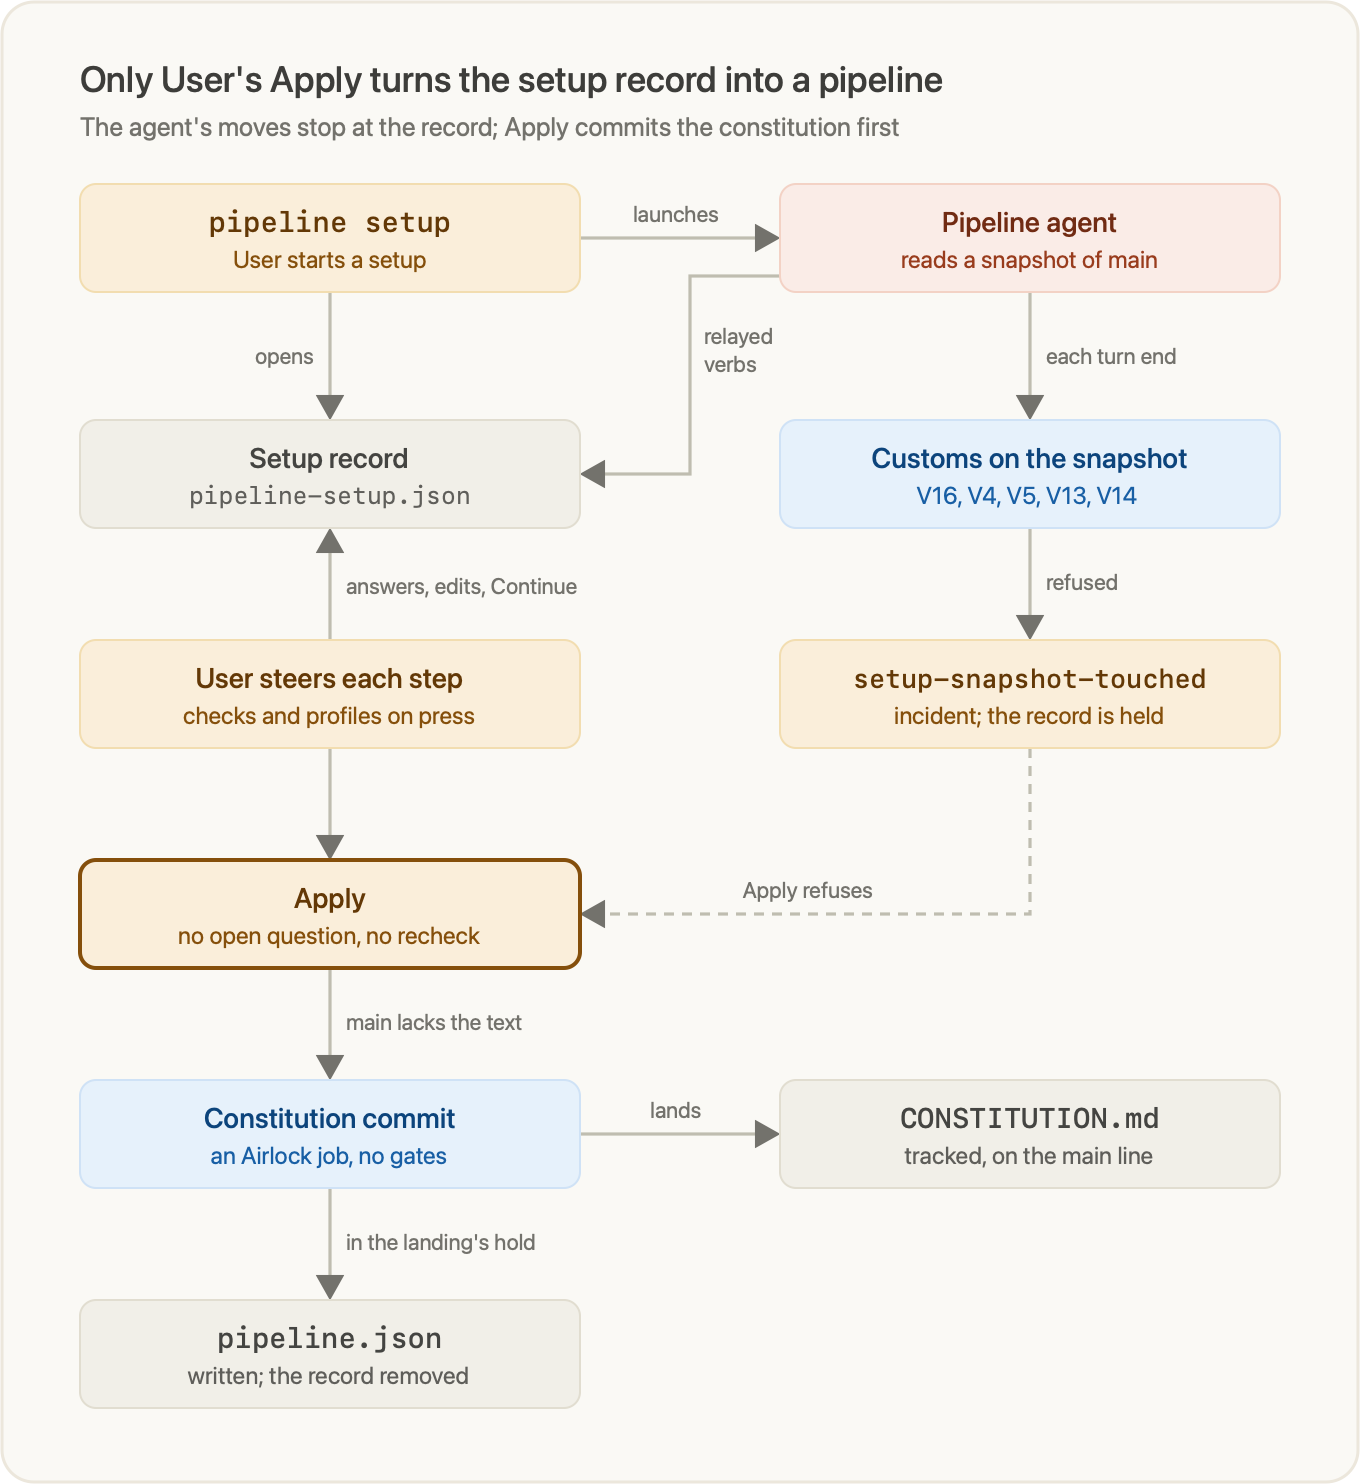 Only User's Apply turns the setup record into a pipeline
The agent's moves stop at the record; Apply commits the constitution first
pipeline setup
User starts a setup
launches
Pipeline agent
reads a snapshot of main
opens
relayed
verbs
each turn end
Setup record
pipeline-setup.json
Customs on the snapshot
V16, V4, V5, V13, V14
answers, edits, Continue
refused
User steers each step
checks and profiles on press
setup-snapshot-touched
incident; the record is held
Apply
no open question, no recheck
Apply refuses
main lacks the text
Constitution commit
an Airlock job, no gates
lands
CONSTITUTION.md
tracked, on the main line
in the landing's hold
pipeline.json
written; the record removed